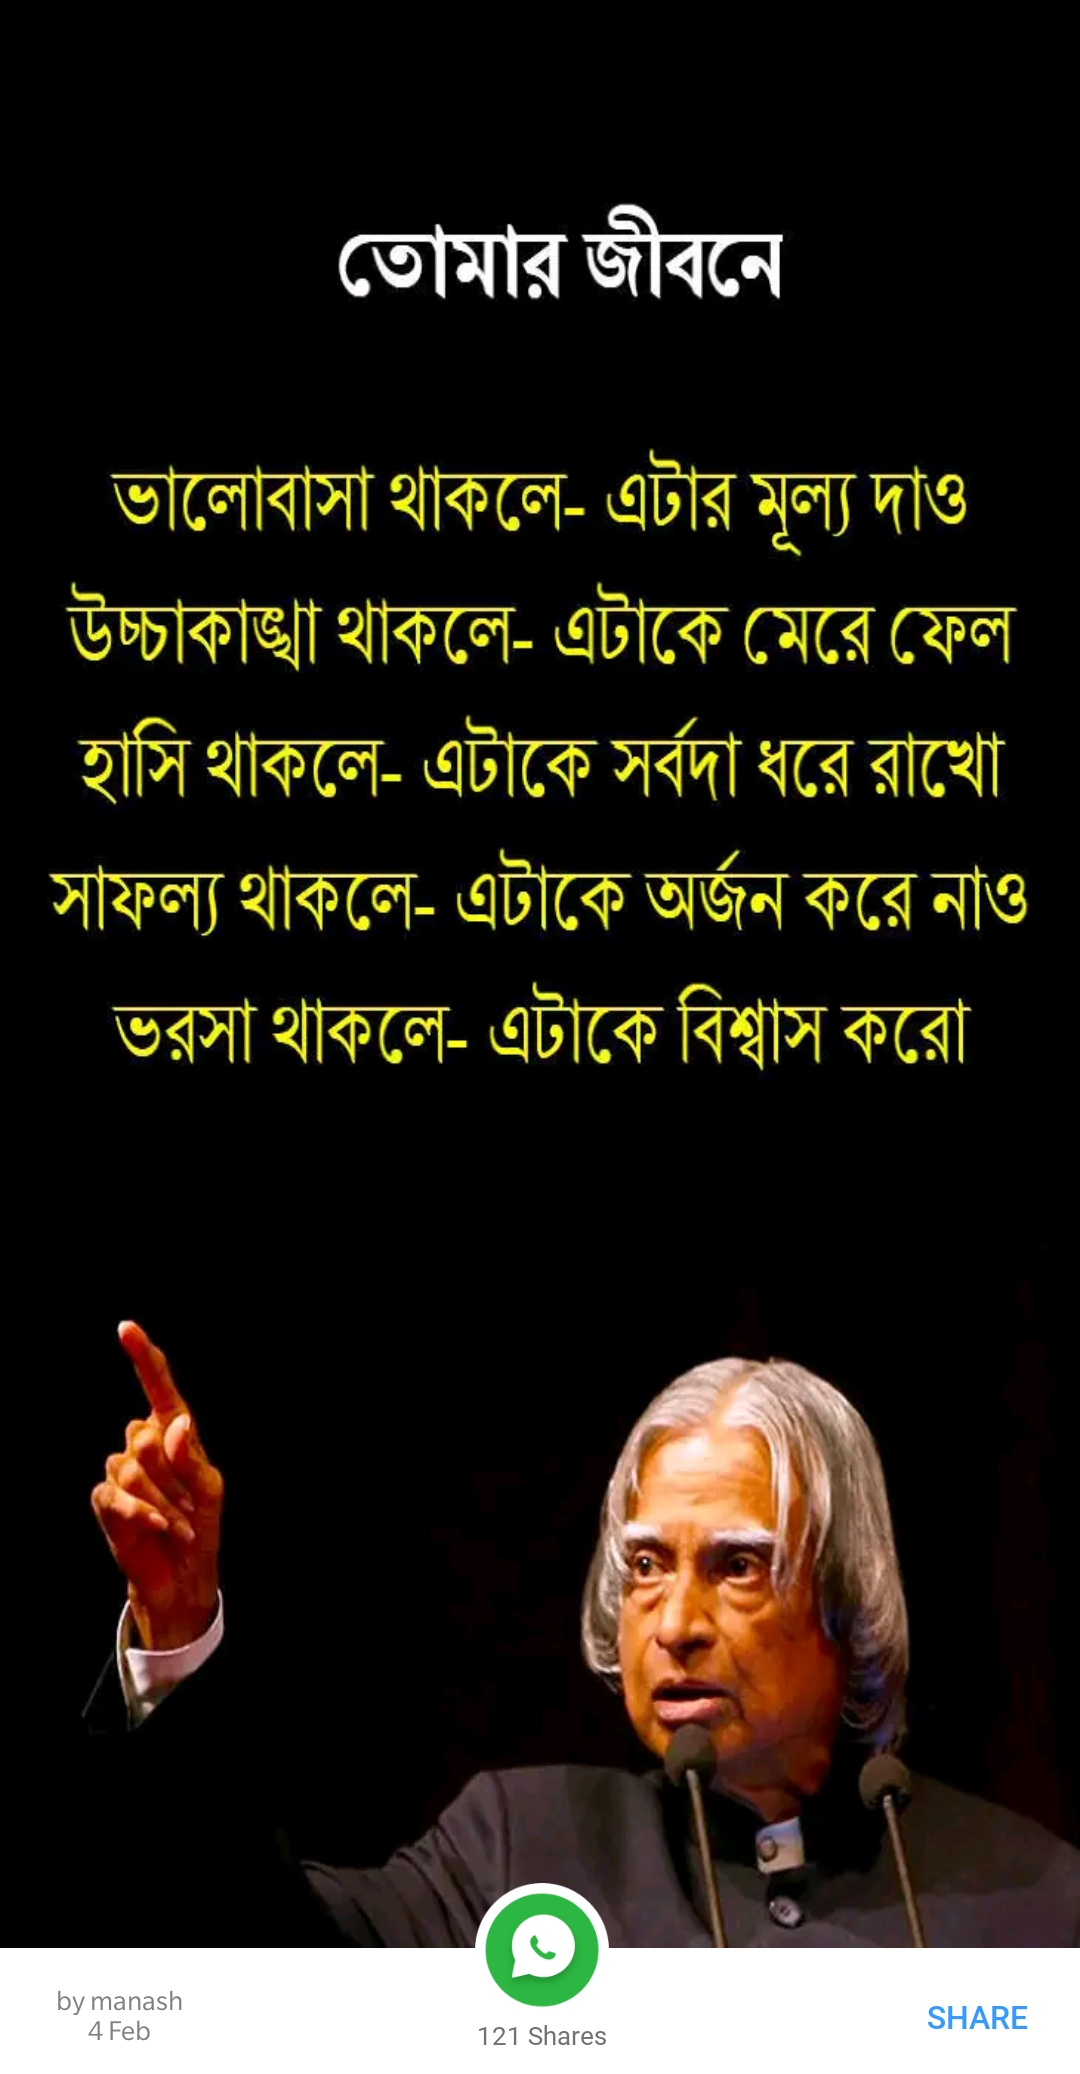 তোমার জীবনে
ভালোবাসা থাকলে- এটার মূল্য দাও
উচ্চাকাঙ্খা থাকলে- এটাকে মেরে ফেল
হাসি থাকলে- এটাকে সর্বদা ধরে রাখো
সাফল্য থাকলে- এটাকে অর্জন করে নাও
ভরসা থাকলে- এটাকে বিশ্বাস করো
by manash
4 Feb
121 Shares
SHARE